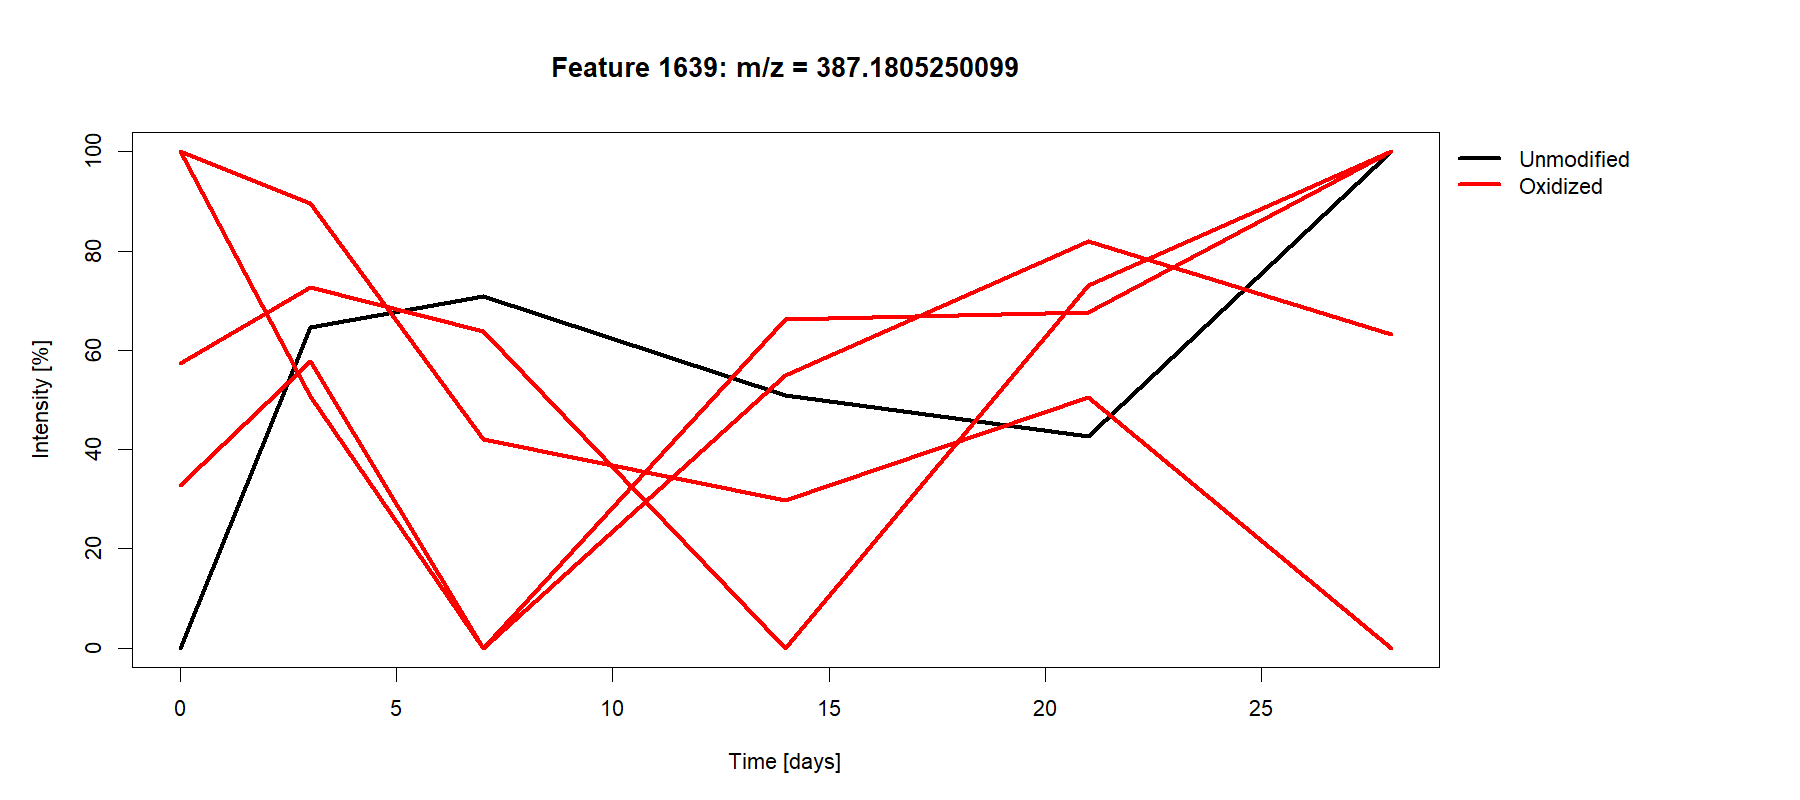 Feature 1639: m/z = 387.1805250099
Unmodified
Oxidized
Intensity [%]
100
80
60
40
20
0
0 5 10 15 20 25
Time [days]